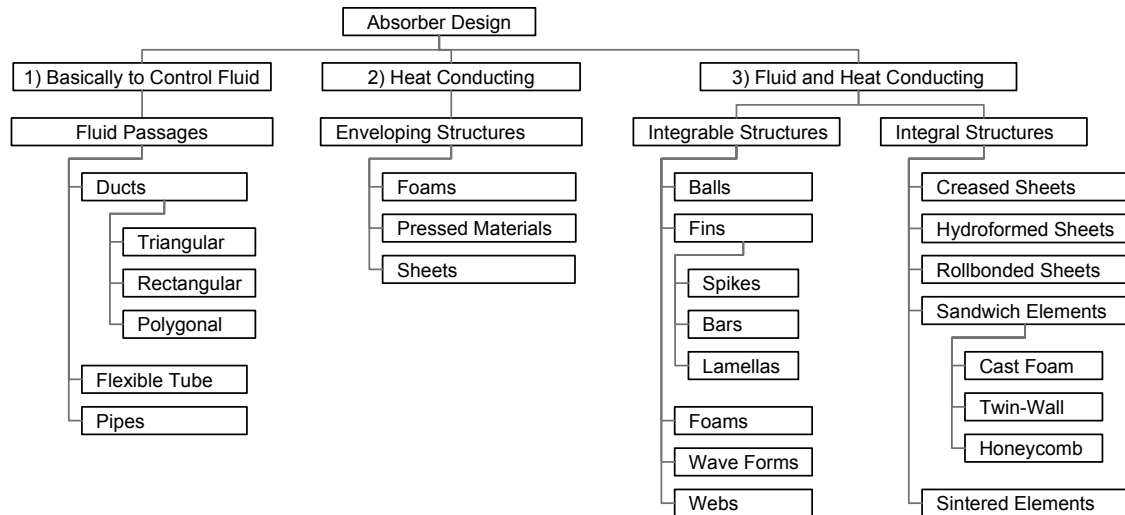 Absorber Design
1) Basically to Control Fluid
2) Heat Conducting
3) Fluid and Heat Conducting
Fluid Passages
Enveloping Structures
Integrable Structures
Integral Structures
Ducts
Triangular
Rectangular
Polygonal
Flexible Tube
Pipes
Foams
Pressed Materials
Sheets
Balls
Fins
Spikes
Bars
Lamellas
Foams
Wave Forms
Webs
Creased Sheets
Hydroformed Sheets
Rollbonded Sheets
Sandwich Elements
Cast Foam
Twin-Wall
Honeycomb
Sintered Elements